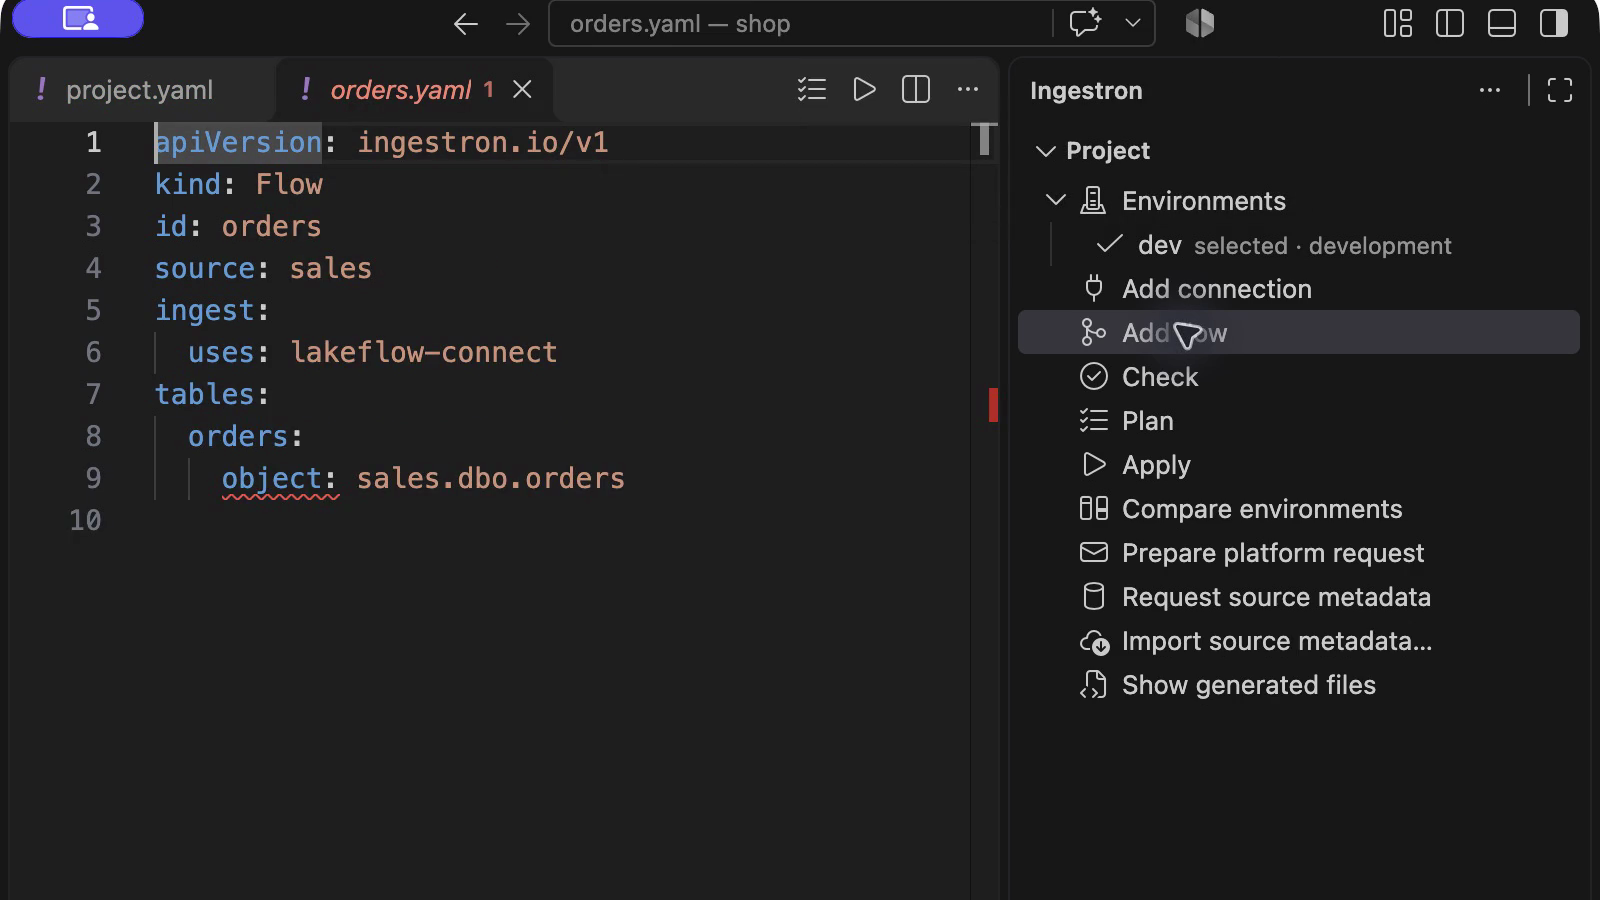 orders.yaml — shop
! project.yaml
! orders.yaml 1
1 apiVersion: ingestron.io/v1
2 kind: Flow
3 id: orders
4 source: sales
5 ingest:
6 uses: lakeflow-connect
7 tables:
8 orders:
9 object: sales.dbo.orders
10
Ingestron
Project
Environments
dev selected · development
Add connection
Add
Check
Plan
Apply
Compare environments
Prepare platform request
Request source metadata
Import source metadata...
Show generated files